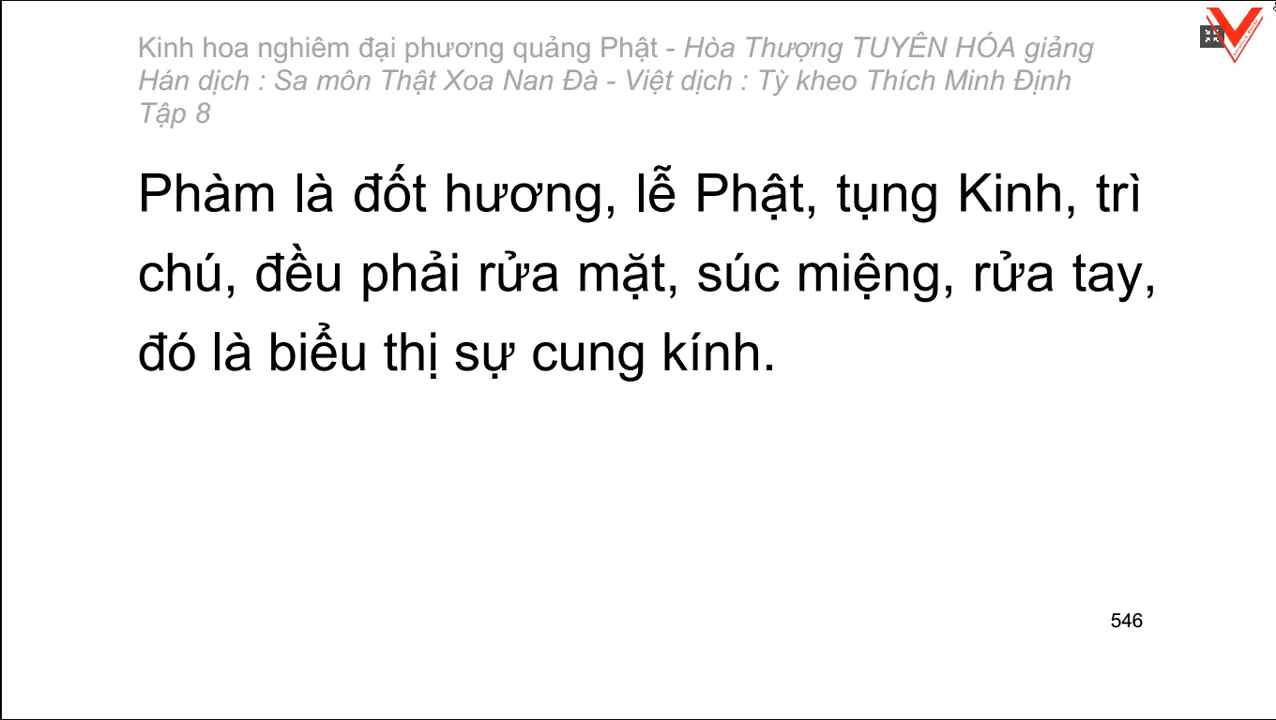 Kinh hoa nghiêm đại phương quảng Phật - Hòa Thượng TUYÊN HÓA giảng
Hán dịch : Sa môn Thật Xoa Nan Đà - Việt dịch : Tỳ kheo Thích Minh Định
Tập 8
Phàm là đốt hương, lễ Phật, tụng Kinh, trì
chú, đều phải rửa mặt, súc miệng, rửa tay,
đó là biểu thị sự cung kính.
546